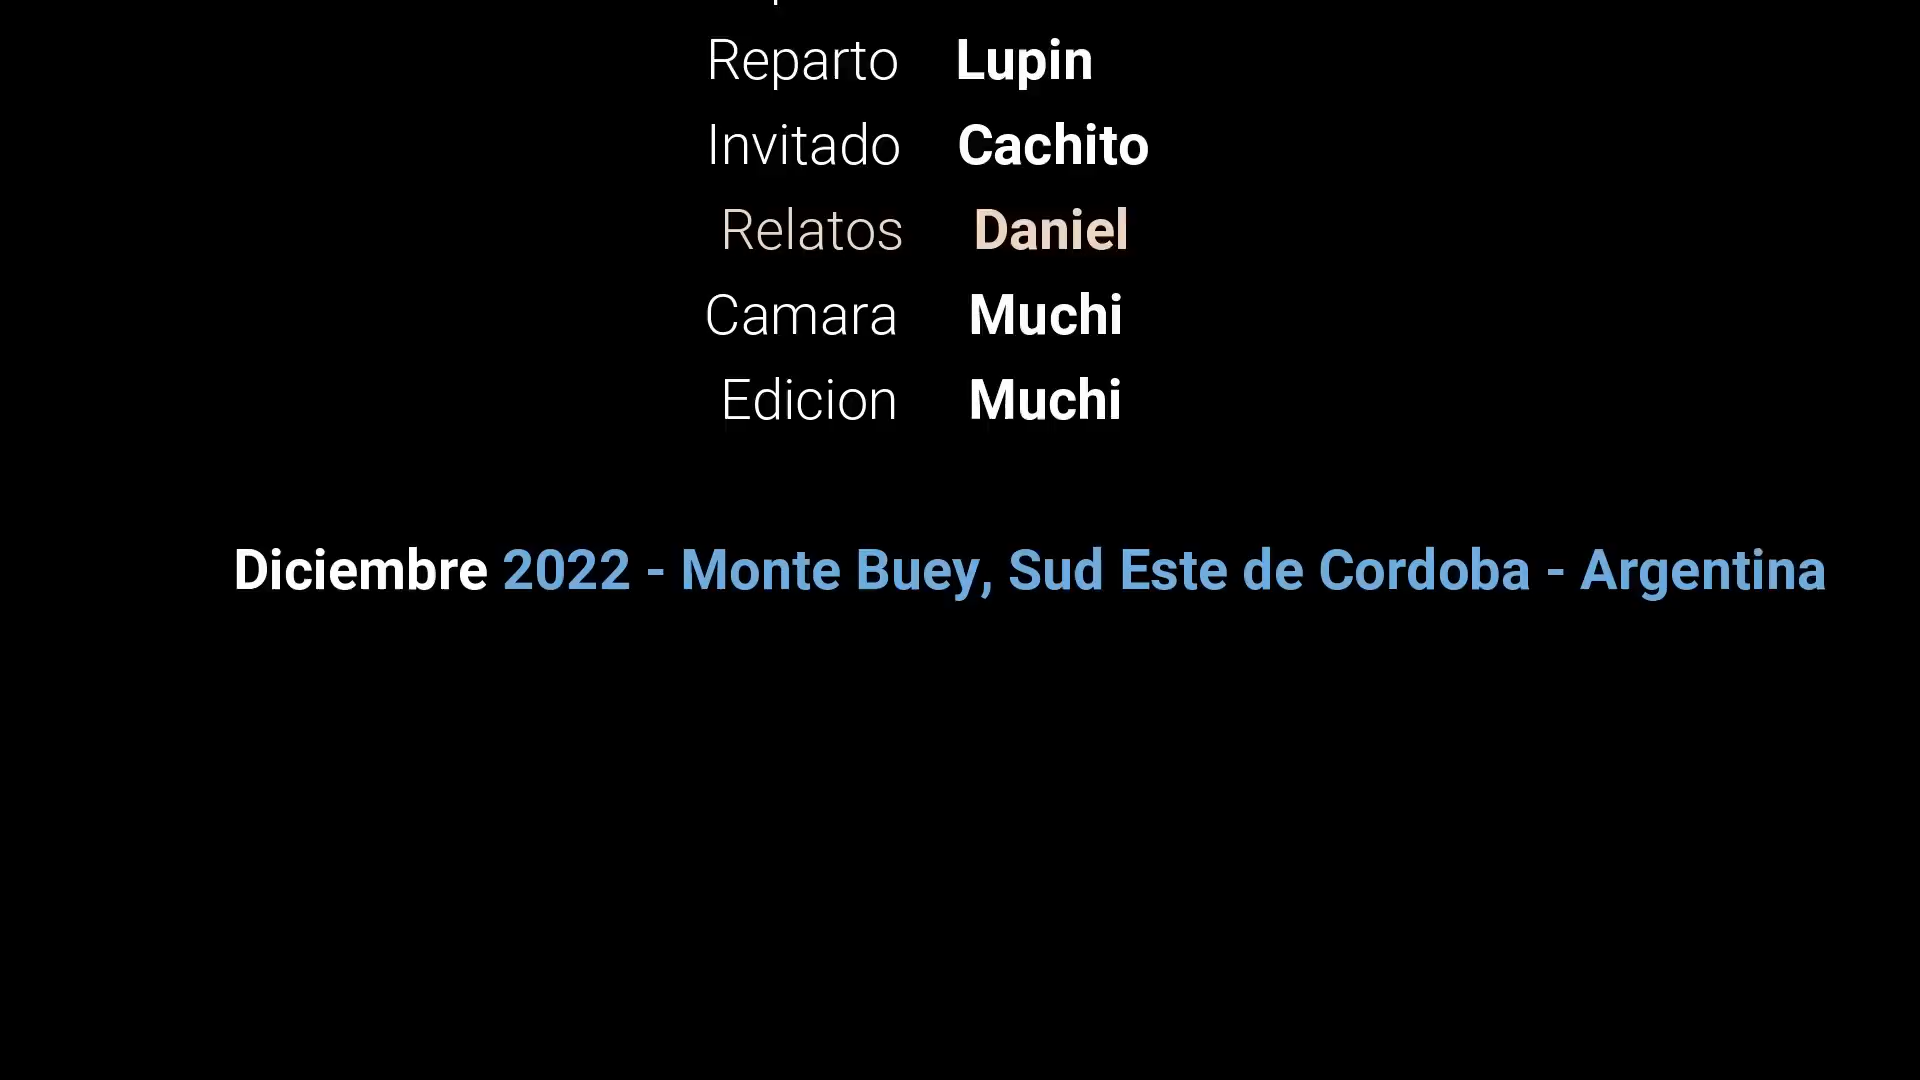 Reparto Lupin
Invitado Cachito
Relatos Daniel
Camara Muchi
Edicion Muchi
Diciembre 2022 - Monte Buey, Sud Este de Cordoba - Argentina